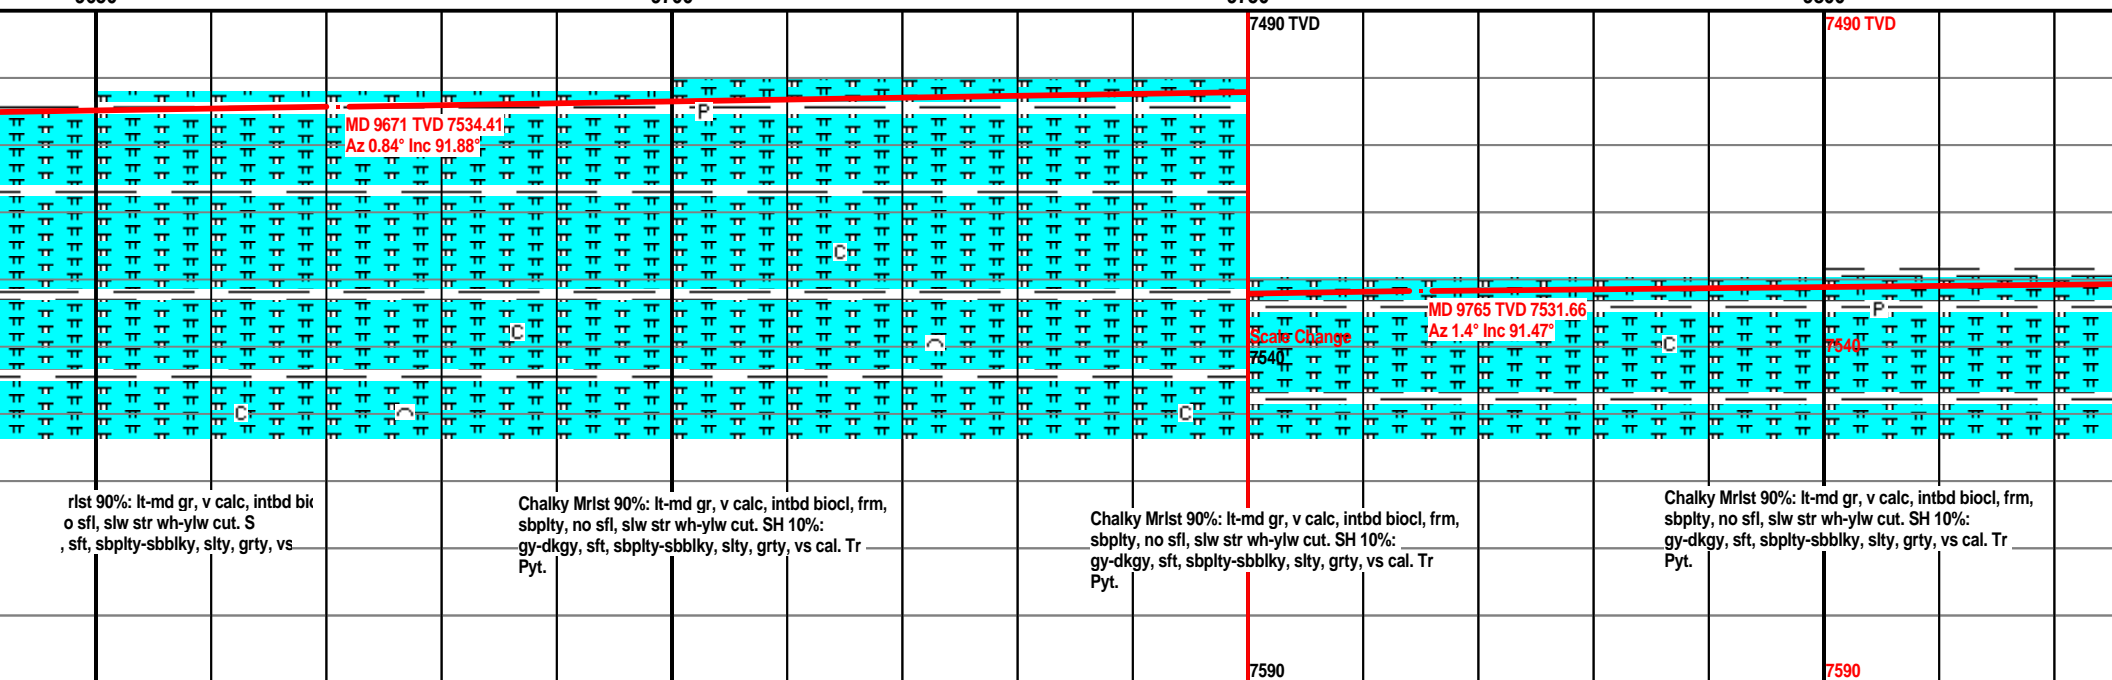 7490 TVD
7490 TVD
P
MD 9671 TVD 7534.41
Az 0.84° Inc 91.88°
C
MD 9765 TVD 7531.66
Az 1.4° Inc 91.47°
P
C
Scale Change
C
7540
7540
C
C
rlst 90%: lt-md gr, v calc, intbd bio
o sfl, slw str wh-ylw cut. S
, sft, sbplty-sbblky, slty, grty, vs
Chalky Mrlst 90%: lt-md gr, v calc, intbd biocl, frm,
sbplty, no sfl, slw str wh-ylw cut. SH 10%:
gy-dkgy, sft, sbplty-sbblky, slty, grty, vs cal. Tr
Pyt.
Chalky Mrlst 90%: lt-md gr, v calc, intbd biocl, frm,
sbplty, no sfl, slw str wh-ylw cut. SH 10%:
gy-dkgy, sft, sbplty-sbblky, slty, grty, vs cal. Tr
Pyt.
Chalky Mrlst 90%: lt-md gr, v calc, intbd biocl, frm,
sbplty, no sfl, slw str wh-ylw cut. SH 10%:
gy-dkgy, sft, sbplty-sbblky, slty, grty, vs cal. Tr
Pyt.
7590
7590